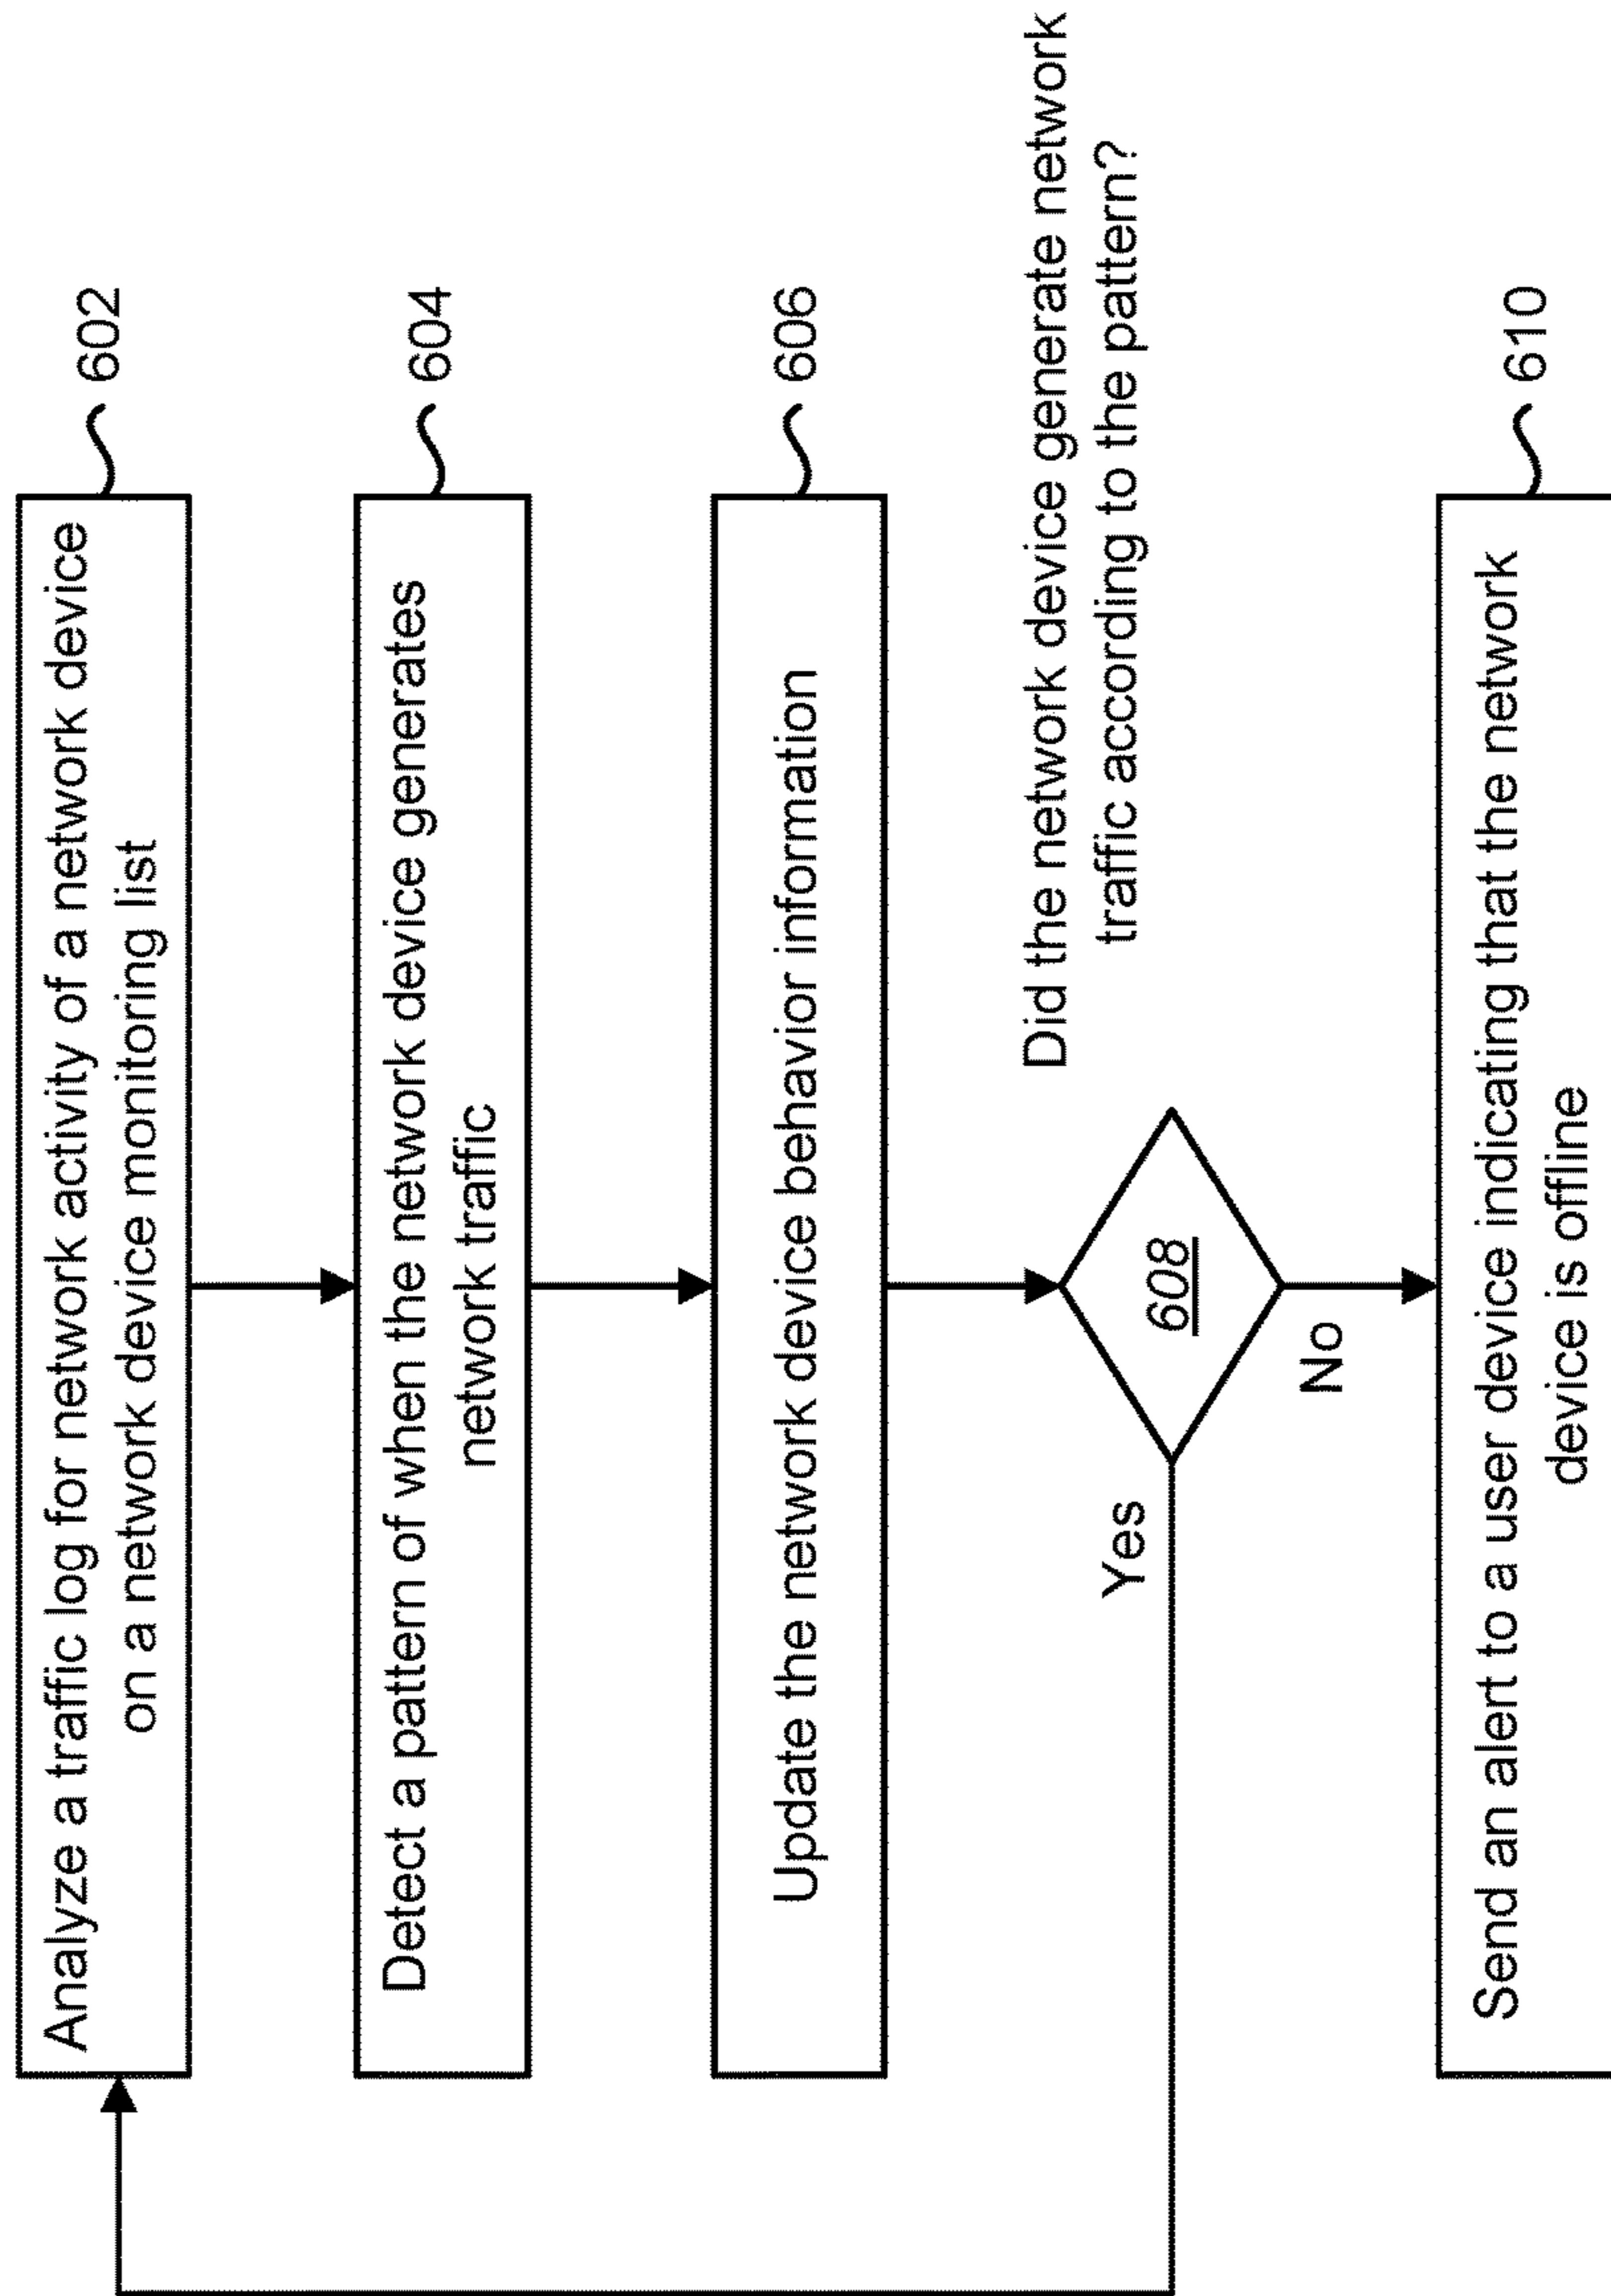 Analyze a traffic log for network activity of a network device
on a network device monitoring list
602
Detect a pattern of when the network device generates
network traffic
604
Update the network device behavior information
606
Did the network device generate network
traffic according to the pattern?
608
Yes
No
Send an alert to a user device indicating that the network
device is offline
610